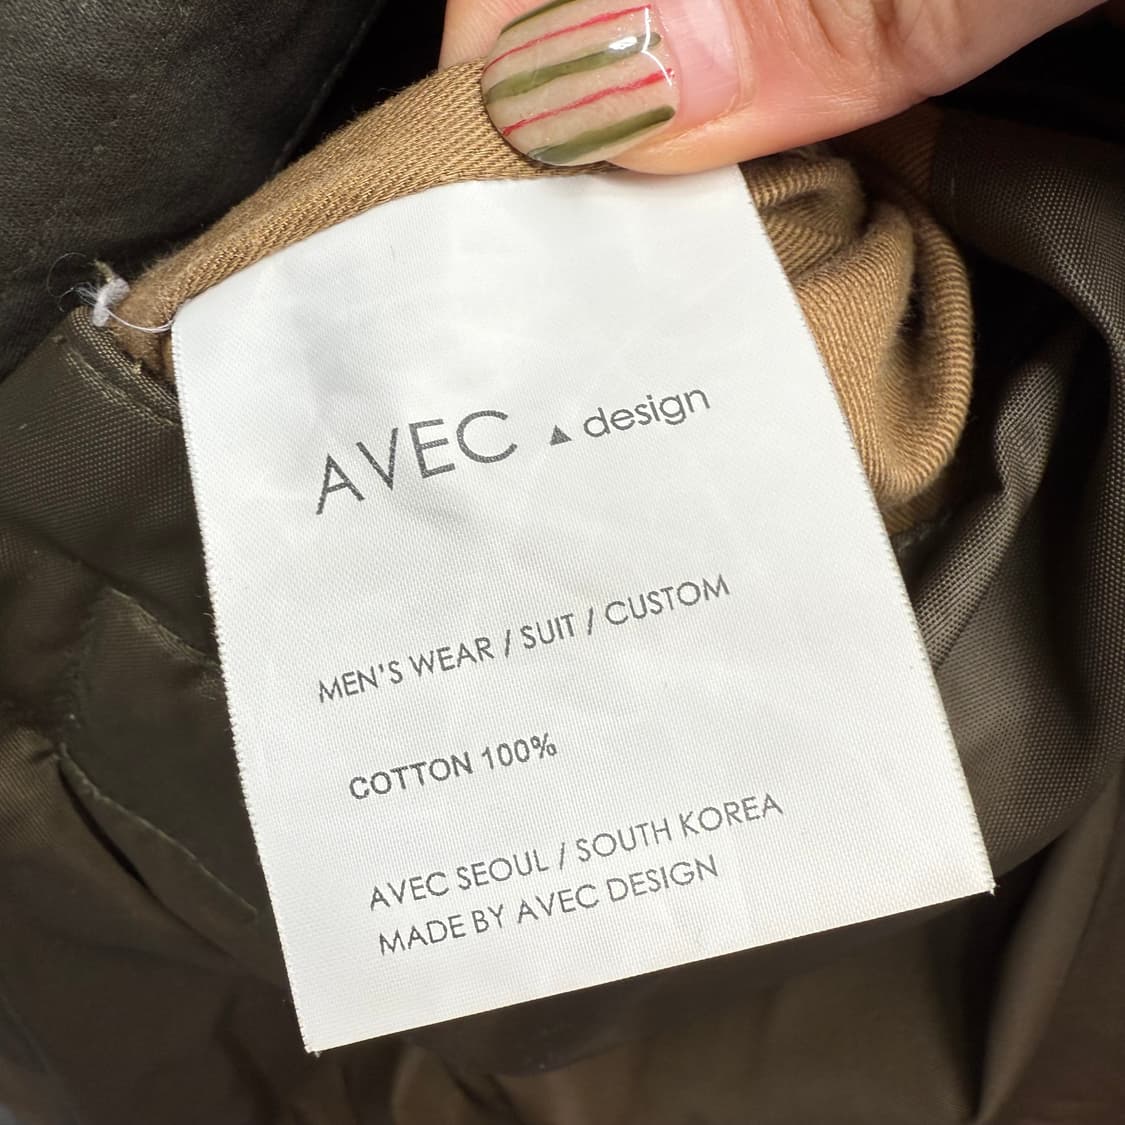 AVEC ▲ design
MEN'S WEAR / SUIT / CUSTOM
COTTON 100%
AVEC SEOUL / SOUTH KOREA
MADE BY AVEC DESIGN